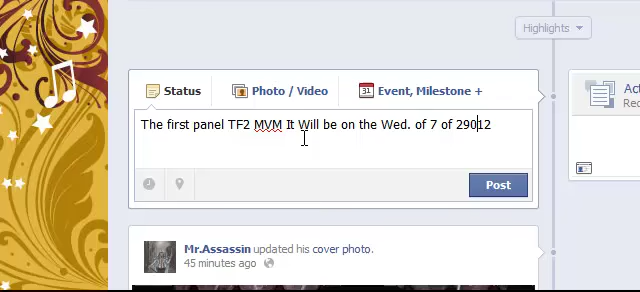 Highlights
Status
Photo / Video
31
Event, Milestone +
The first panel TF2 MVM It Will be on the Wed. of 7 of 29012
Post
Mr.Assassin updated his cover photo.
45 minutes ago